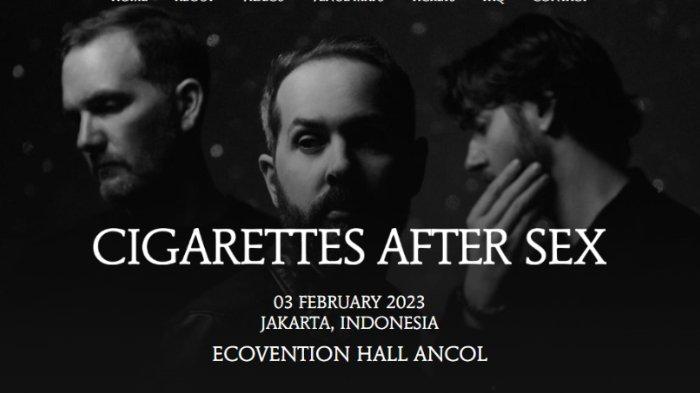 CIGARETTES AFTER SEX
03 FEBRUARY 2023
JAKARTA, INDONESIA
ECOVENTION HALL ANCOL